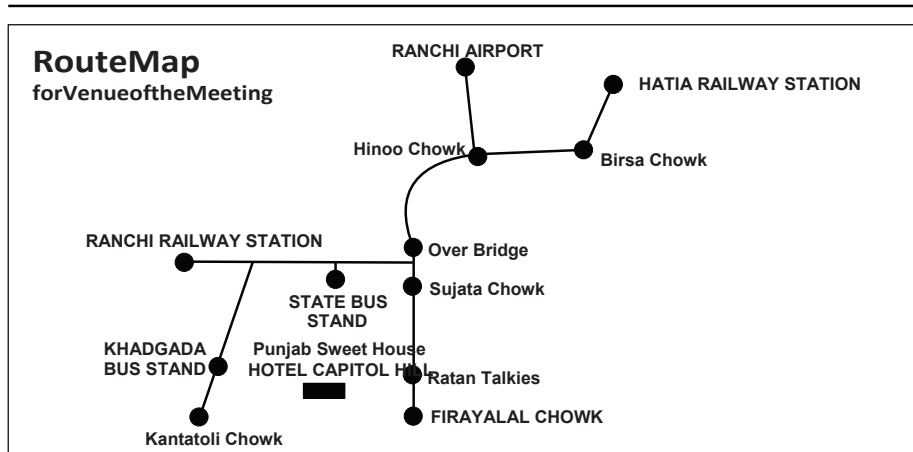 RouteMap
forVenueoftheMeeting
RANCHI AIRPORT
HATIA RAILWAY STATION
Hinoo Chowk
Birsa Chowk
RANCHI RAILWAY STATION
Over Bridge
STATE BUS
STAND
Sujata Chowk
KHADGADA
BUS STAND
Punjab Sweet House
HOTEL CAPITOL HILL
Ratan Talkies
Kantatoli Chowk
FIRAYALAL CHOWK